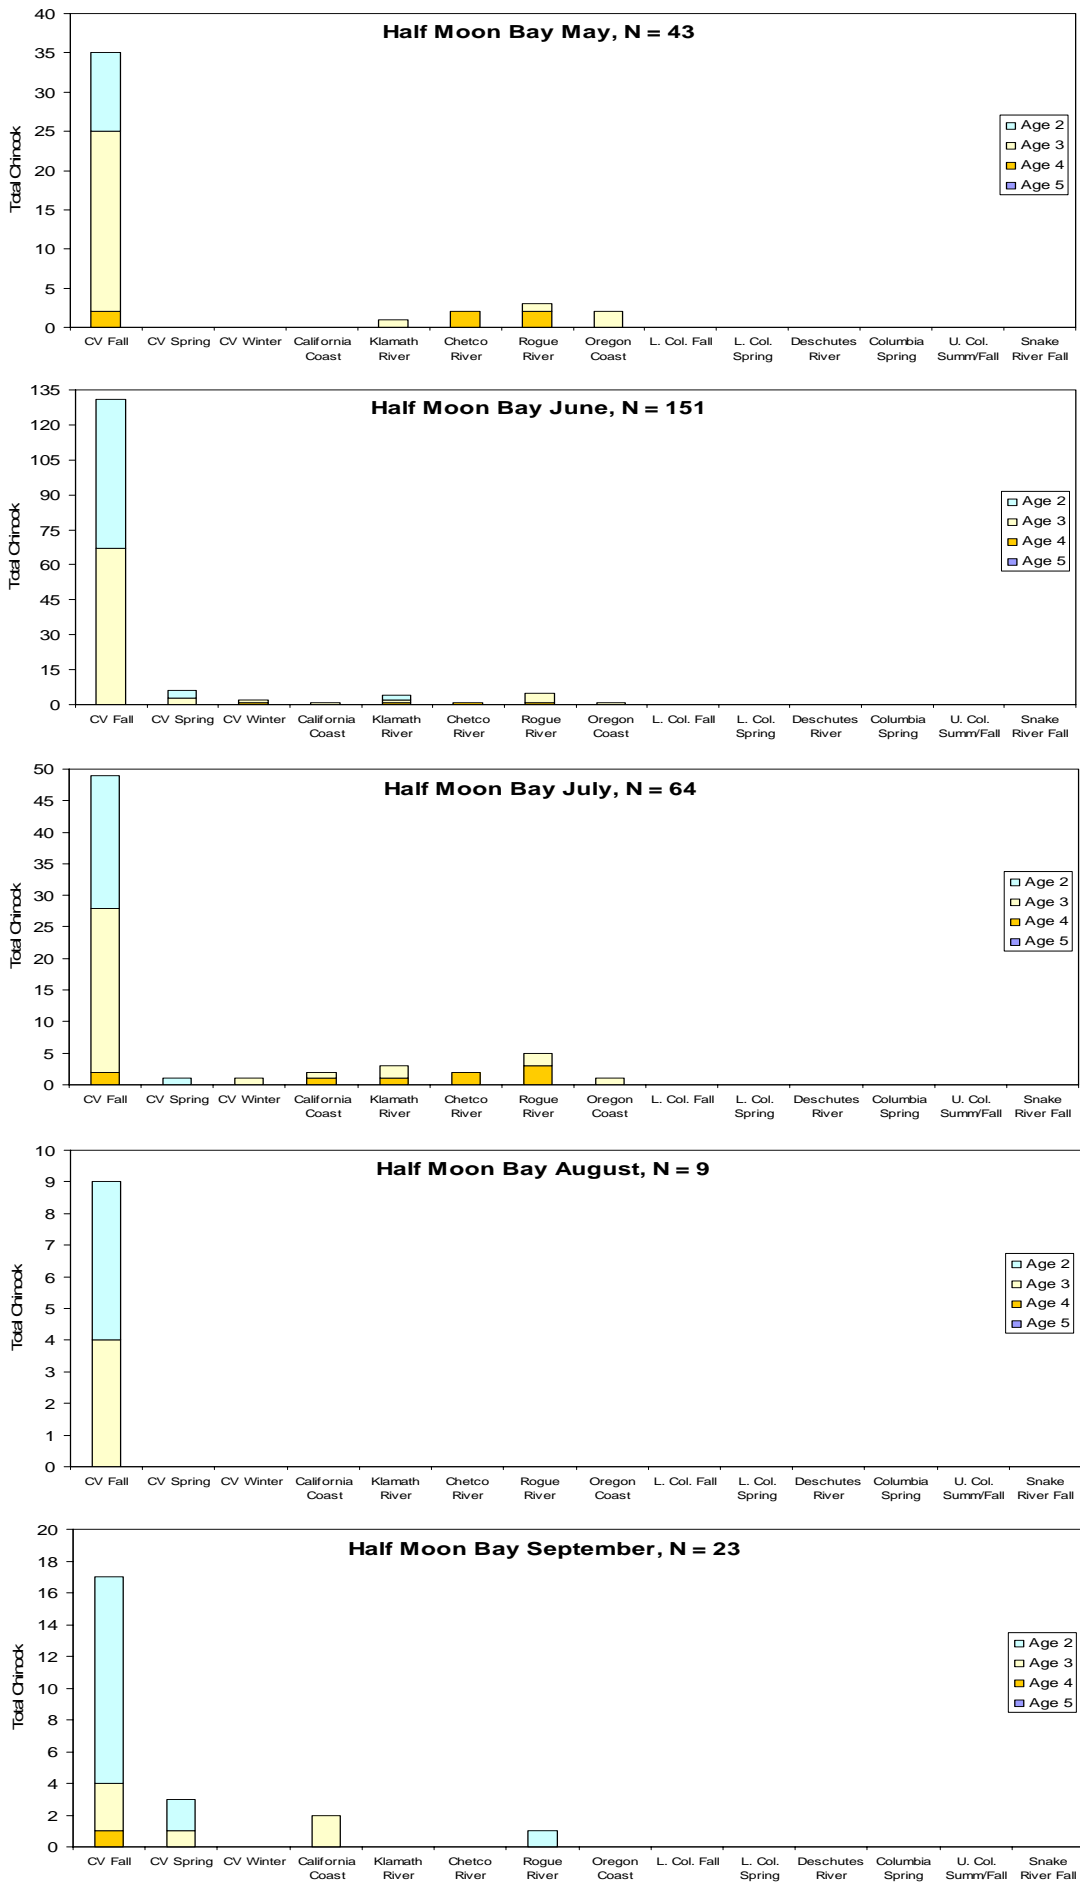 Half Moon Bay May, N = 43
Total Chinook
40
35
30
25
20
15
10
5
0
Age 2
Age 3
Age 4
Age 5
CV Fall CV Spring CV Winter California Klamath Chetco Rogue Oregon L. Col. Fall L. Col. Deschutes Columbia U. Col. Snake
Coast River River River Coast Spring River Spring Summ/Fall River Fall
Half Moon Bay June, N = 151
Total Chinook
135
120
105
90
75
60
45
30
15
0
Age 2
Age 3
Age 4
Age 5
CV Fall CV Spring CV Winter California Klamath Chetco Rogue Oregon L. Col. Fall L. Col. Deschutes Columbia U. Col. Snake
Coast River River River Coast Spring River Spring Summ/Fall River Fall
Half Moon Bay July, N = 64
Total Chinook
50
45
40
35
30
25
20
15
10
5
0
Age 2
Age 3
Age 4
Age 5
CV Fall CV Spring CV Winter California Klamath Chetco Rogue Oregon L. Col. Fall L. Col. Deschutes Columbia U. Col. Snake
Coast River River River Coast Spring River Spring Summ/Fall River Fall
Half Moon Bay August, N = 9
Total Chinook
10
9
8
7
6
5
4
3
2
1
0
Age 2
Age 3
Age 4
Age 5
CV Fall CV Spring CV Winter California Klamath Chetco Rogue Oregon L. Col. Fall L. Col. Deschutes Columbia U. Col. Snake
Coast River River River Coast Spring River Spring Summ/Fall River Fall
Half Moon Bay September, N = 23
Total Chinook
20
18
16
14
12
10
8
6
4
2
0
Age 2
Age 3
Age 4
Age 5
CV Fall CV Spring CV Winter California Klamath Chetco Rogue Oregon L. Col. Fall L. Col. Deschutes Columbia U. Col. Snake
Coast River River River Coast Spring River Spring Summ/Fall River Fall